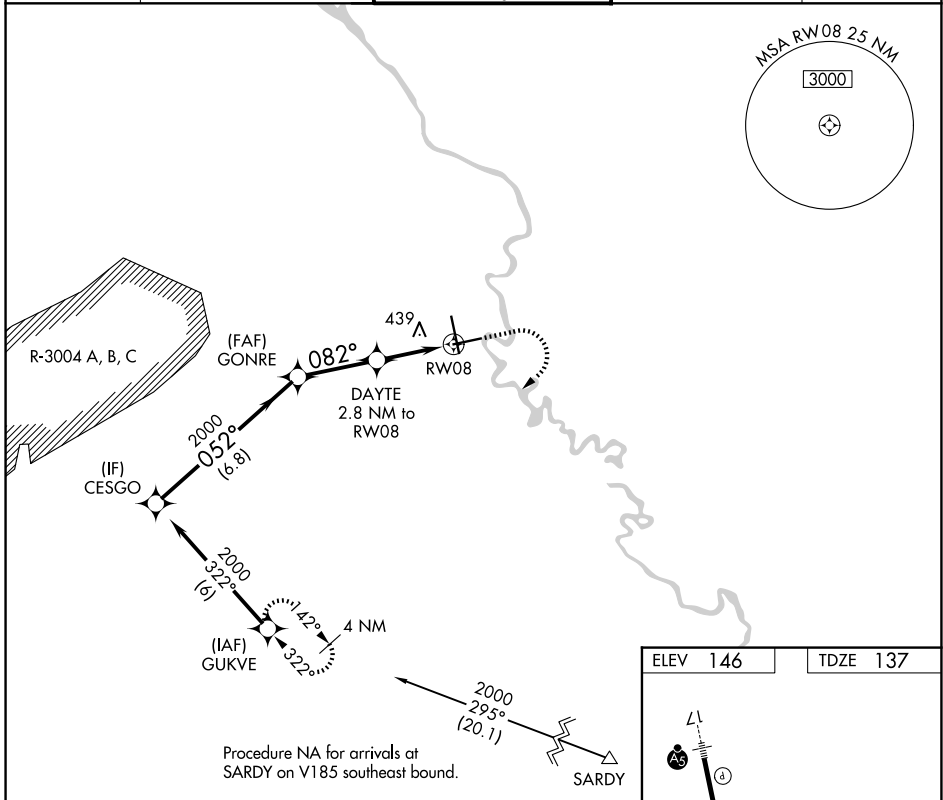 MSA RW08 25 NM
3000
439
R-3004 A, B, C
(FAF)
GONRE
082°
RW08
DAYTE
2.8 NM to
RW08
2000
052°
(6.8)
(IF)
CESGO
2000
322°
(6)
142°
4 NM
322°
(IAF)
GUKVE
ELEV 146
TDZE 137
2000
295°
(20.1)
17
A5
P
Procedure NA for arrivals at
SARDY on V185 southeast bound.
SARDY